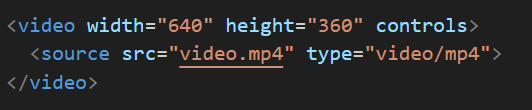 <video width="640" height="360" controls>
  <source src="video.mp4" type="video/mp4">
</video>